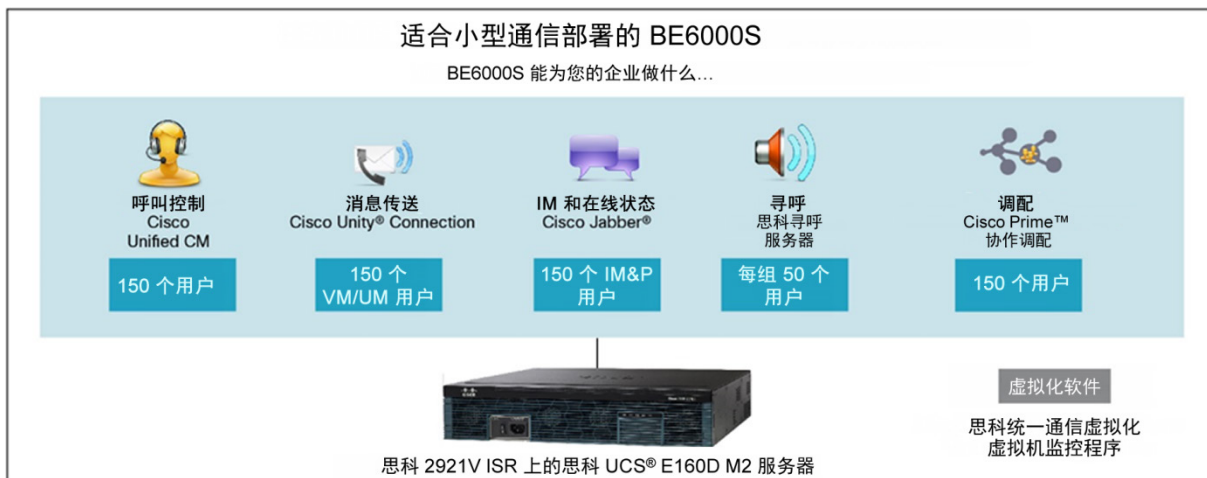 适合小型通信部署的 BE6000S
BE6000S 能为您的企业做什么...
呼叫控制
Cisco
Unified CM
150 个用户
消息传送
Cisco Unity® Connection
150 个
VM/UM 用户
IM 和在线状态
Cisco Jabber®
150 个 IM&P
用户
寻呼
思科寻呼
服务器
每组 50 个
用户
调配
Cisco Prime™
协作调配
150 个用户
思科 2921V ISR 上的思科 UCS® E160D M2 服务器
虚拟化软件
思科统一通信虚拟化
虚拟机监控程序